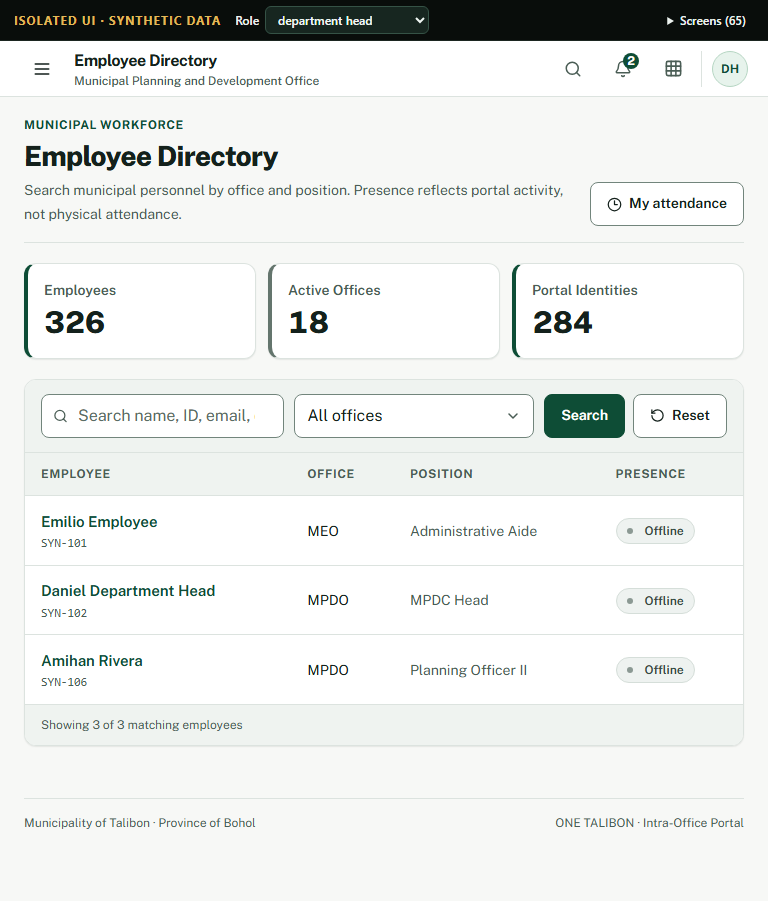 ISOLATED UI · SYNTHETIC DATA Role department head Screens (65)
Employee Directory
Municipal Planning and Development Office
2
DH
MUNICIPAL WORKFORCE
Employee Directory
Search municipal personnel by office and position. Presence reflects portal activity,
not physical attendance.
My attendance
Employees
326
Active Offices
18
Portal Identities
284
Search name, ID, email,
All offices
Search
Reset
EMPLOYEE OFFICE POSITION PRESENCE
Emilio Employee
SYN-101
MEO
Administrative Aide
Offline
Daniel Department Head
SYN-102
MPDO
MPDC Head
Offline
Amihan Rivera
SYN-106
MPDO
Planning Officer II
Offline
Showing 3 of 3 matching employees
Municipality of Talibon · Province of Bohol
ONE TALIBON · Intra-Office Portal